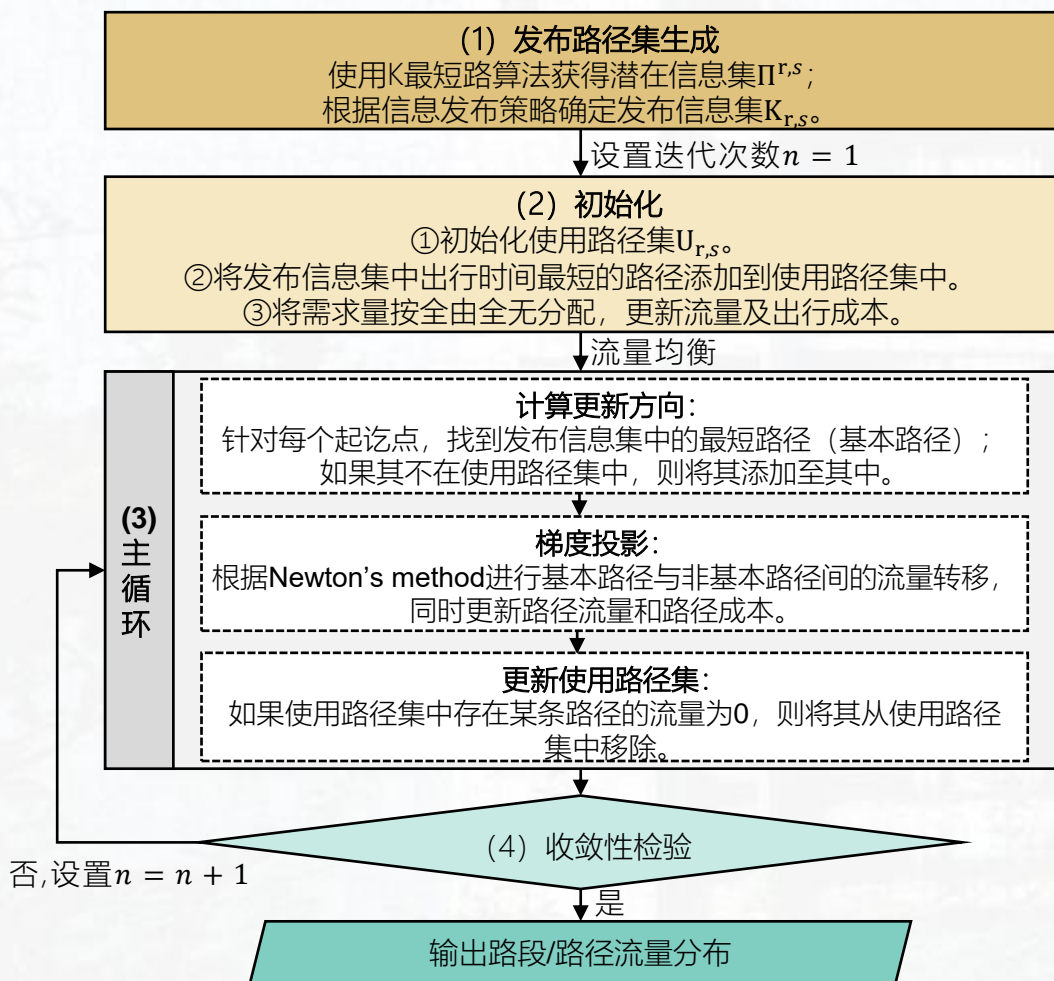 (1) 发布路径集生成
使用K最短路算法获得潜在信息集Π^{r,s}；
根据信息发布策略确定发布信息集K_{r,s}。
设置迭代次数n = 1
(2) 初始化
①初始化使用路径集U_{r,s}。
②将发布信息集中出行时间最短的路径添加到使用路径集中。
③将需求量按全由全无分配，更新流量及出行成本。
流量均衡
(3)
主
循
环
计算更新方向：
针对每个起讫点，找到发布信息集中的最短路径（基本路径）；
如果其不在使用路径集中，则将其添加至其中。
梯度投影：
根据Newton's method进行基本路径与非基本路径间的流量转移，
同时更新路径流量和路径成本。
更新使用路径集：
如果使用路径集中存在某条路径的流量为0，则将其从使用路径
集中移除。
（4）收敛性检验
否,设置n = n + 1
是
输出路段/路径流量分布